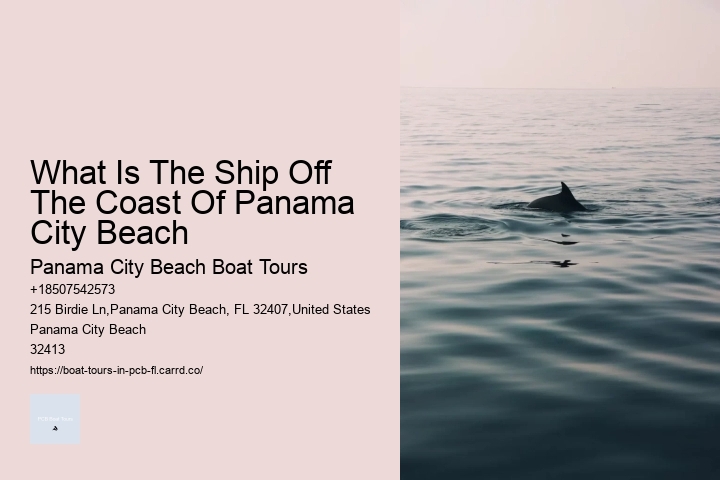 What Is The Ship Off
The Coast Of Panama
City Beach
Panama City Beach Boat Tours
+18507542573
215 Birdie Ln,Panama City Beach, FL 32407,United States
Panama City Beach
32413
https://boat-tours-in-pcb-fl.carrd.co/